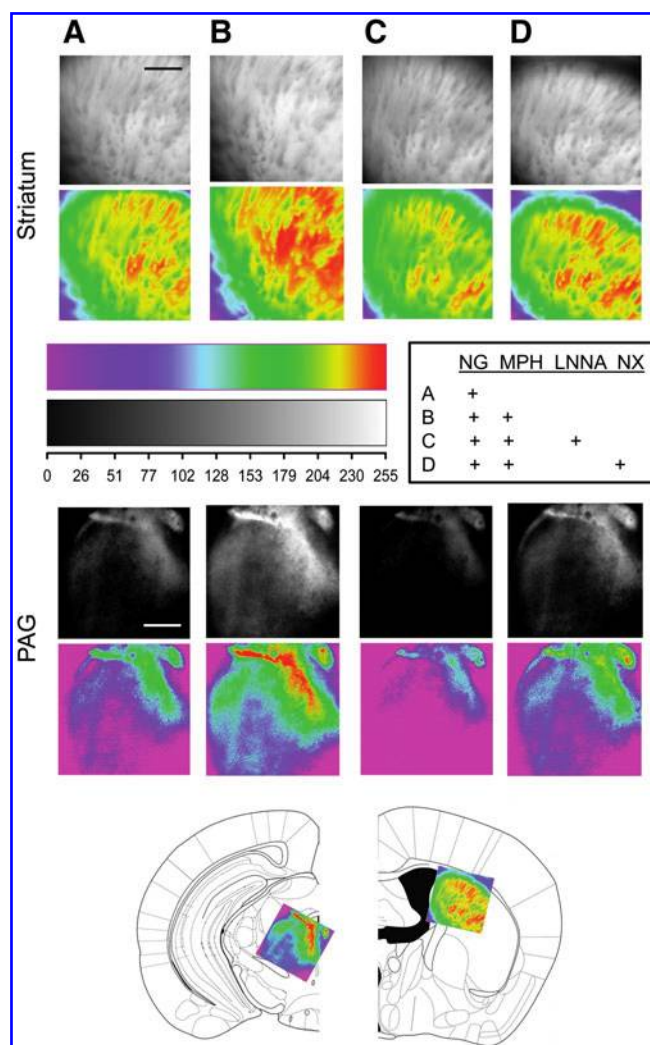 A B C D
Striatum
NG MPH LNNA NX
A +
B + +
C + + +
D + + +
0 26 51 77 102 128 153 179 204 230 255
PAG